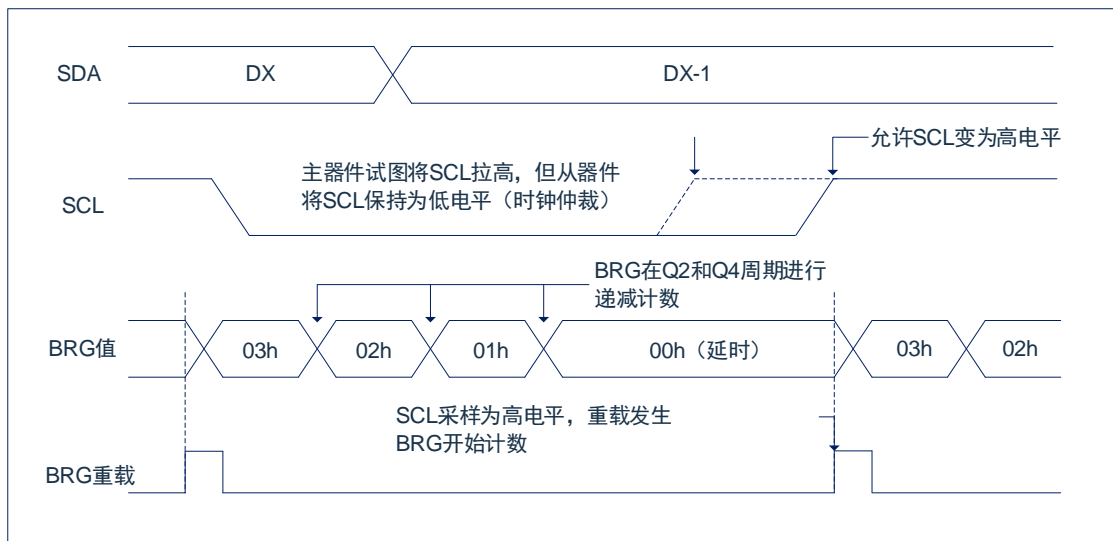 SDA
DX
DX-1
允许SCL变为高电平
主器件试图将SCL拉高，但从器件
将SCL保持为低电平（时钟仲裁）
SCL
BRG在Q2和Q4周期进行
递减计数
BRG值
03h
02h
01h
00h（延时）
03h
02h
SCL采样为高电平，重载发生
BRG开始计数
BRG重载